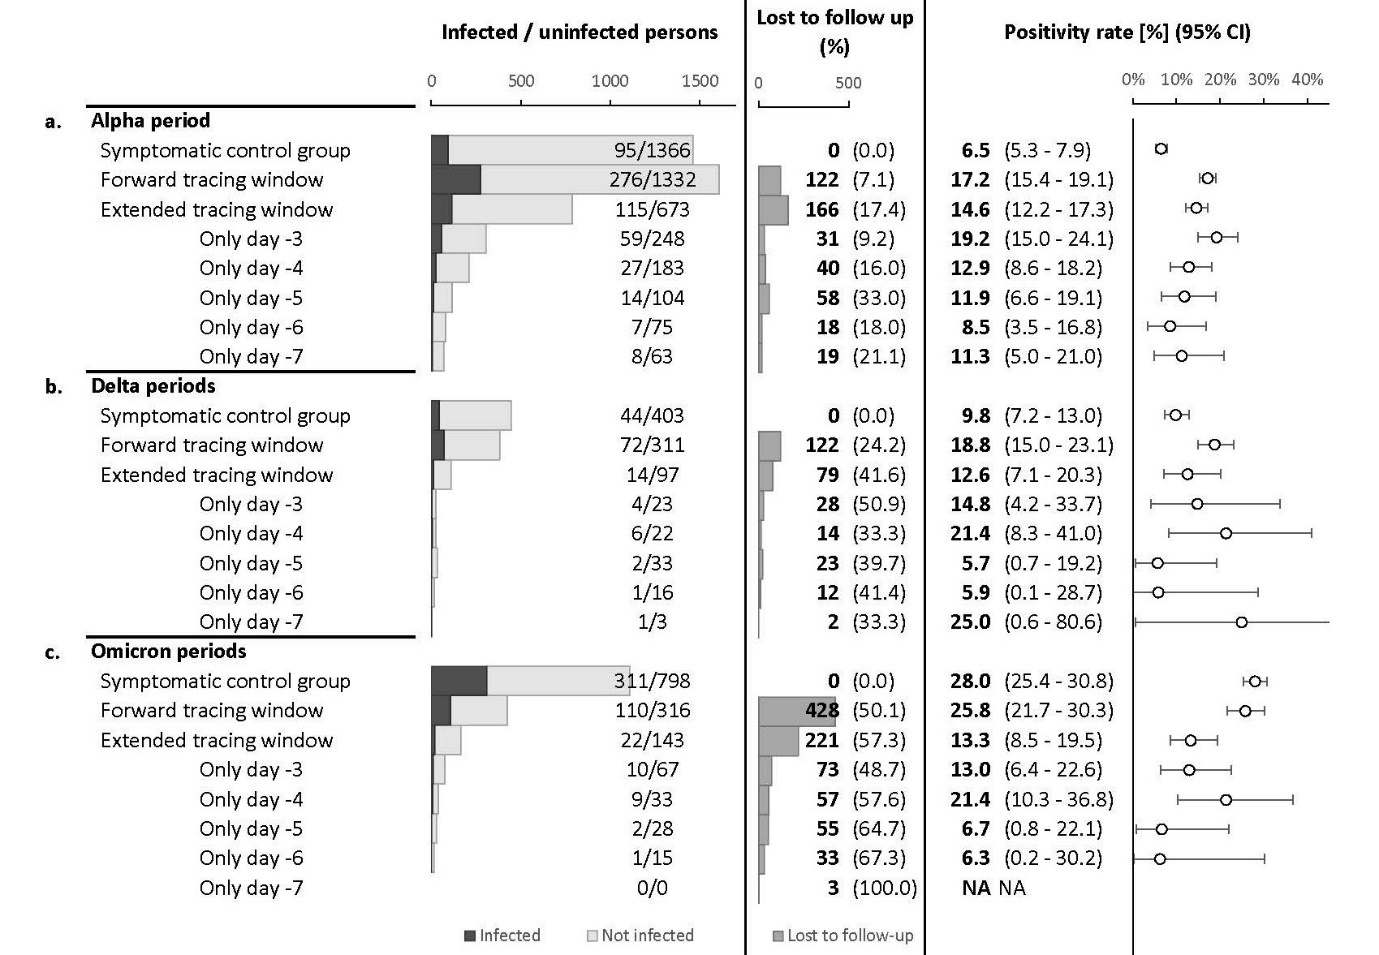 Infected / uninfected persons Lost to follow up (%) Positivity rate [%] (95% CI)
0 500 1000 1500 0 500 0% 10% 20% 30% 40%
a. Alpha period
Symptomatic control group 95/1366 0 (0.0) 6.5 (5.3 - 7.9)
Forward tracing window 276/1332 122 (7.1) 17.2 (15.4 - 19.1)
Extended tracing window 115/673 166 (17.4) 14.6 (12.2 - 17.3)
Only day -3 59/248 31 (9.2) 19.2 (15.0 - 24.1)
Only day -4 27/183 40 (16.0) 12.9 (8.6 - 18.2)
Only day -5 14/104 58 (33.0) 11.9 (6.6 - 19.1)
Only day -6 7/75 18 (18.0) 8.5 (3.5 - 16.8)
Only day -7 8/63 19 (21.1) 11.3 (5.0 - 21.0)
b. Delta periods
Symptomatic control group 44/403 0 (0.0) 9.8 (7.2 - 13.0)
Forward tracing window 72/311 122 (24.2) 18.8 (15.0 - 23.1)
Extended tracing window 14/97 79 (41.6) 12.6 (7.1 - 20.3)
Only day -3 4/23 28 (50.9) 14.8 (4.2 - 33.7)
Only day -4 6/22 14 (33.3) 21.4 (8.3 - 41.0)
Only day -5 2/33 23 (39.7) 5.7 (0.7 - 19.2)
Only day -6 1/16 12 (41.4) 5.9 (0.1 - 28.7)
Only day -7 1/3 2 (33.3) 25.0 (0.6 - 80.6)
c. Omicron periods
Symptomatic control group 311/798 0 (0.0) 28.0 (25.4 - 30.8)
Forward tracing window 110/316 428 (50.1) 25.8 (21.7 - 30.3)
Extended tracing window 22/143 221 (57.3) 13.3 (8.5 - 19.5)
Only day -3 10/67 73 (48.7) 13.0 (6.4 - 22.6)
Only day -4 9/33 57 (57.6) 21.4 (10.3 - 36.8)
Only day -5 2/28 55 (64.7) 6.7 (0.8 - 22.1)
Only day -6 1/15 33 (67.3) 6.3 (0.2 - 30.2)
Only day -7 0/0 3 (100.0) NA NA
Infected Not infected Lost to follow-up